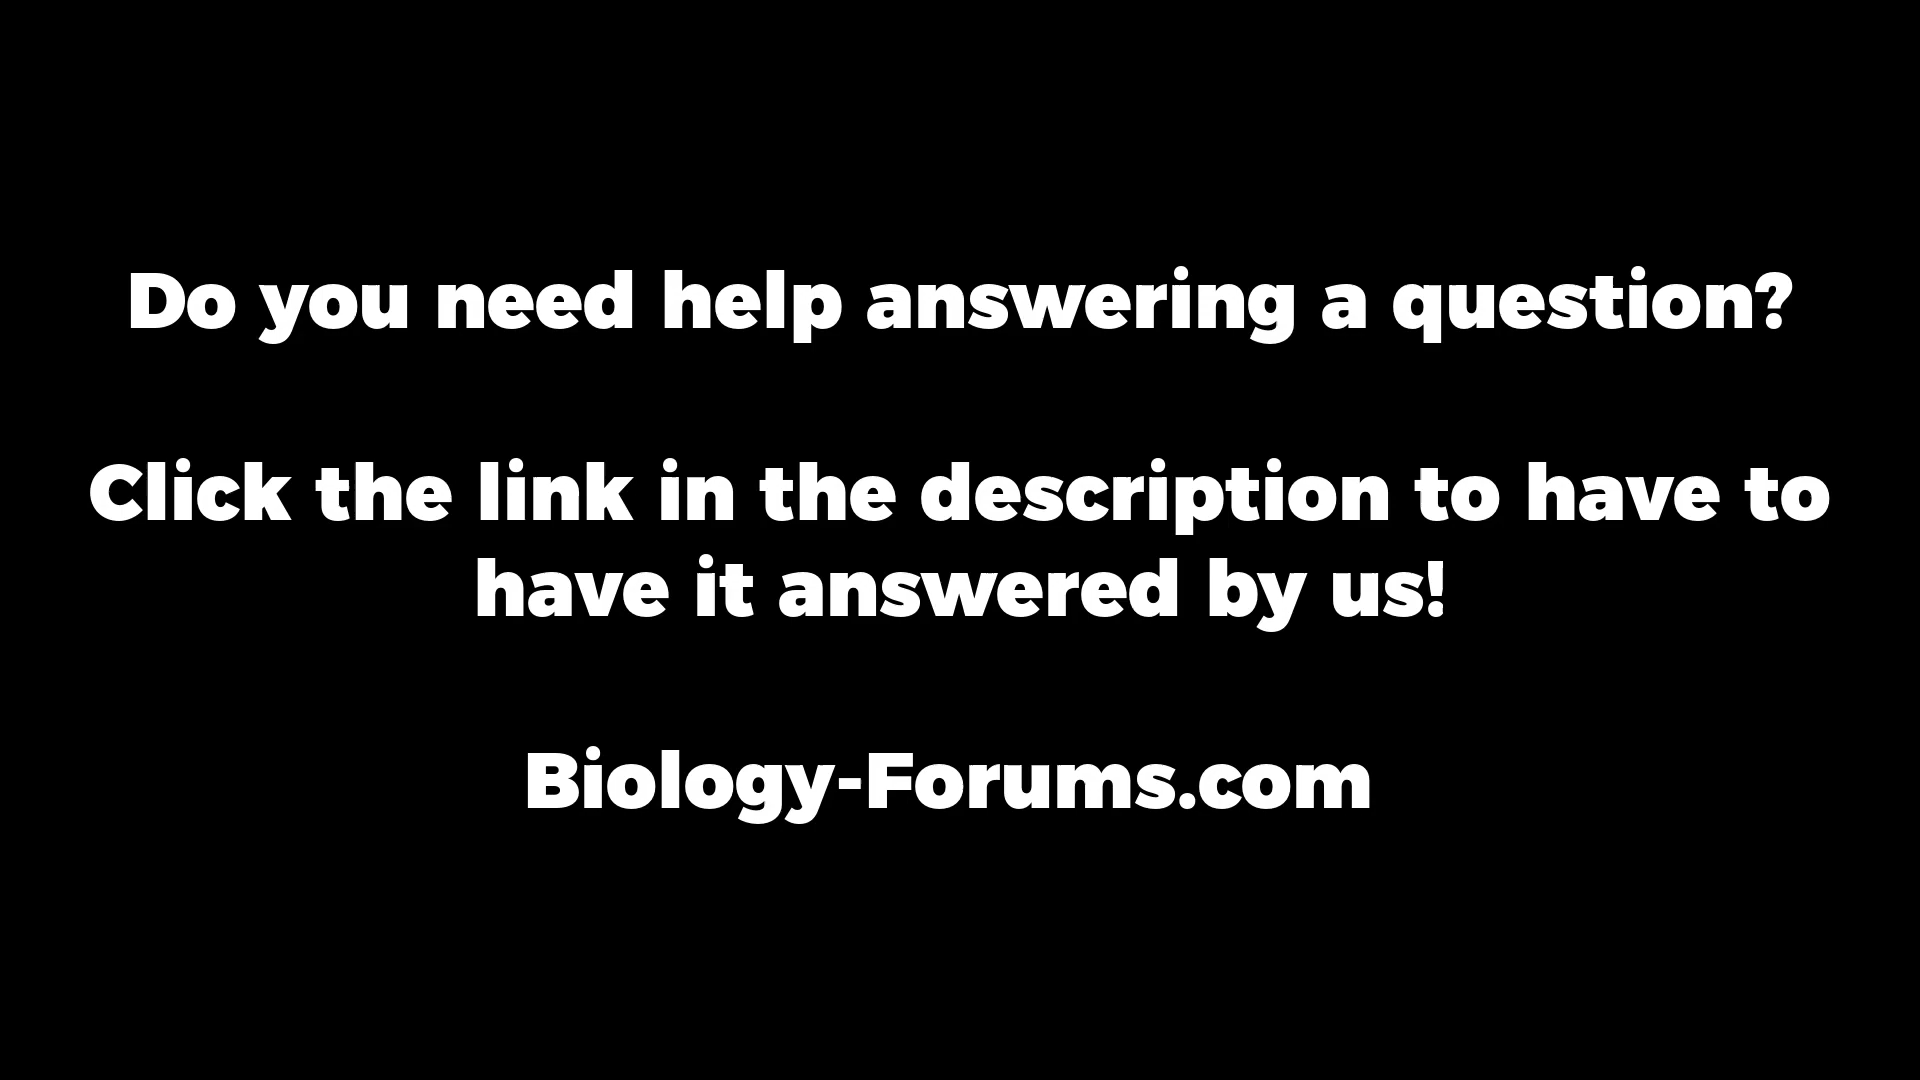 Do you need help answering a question?
Click the link in the description to have to
have it answered by us!
Biology-Forums.com